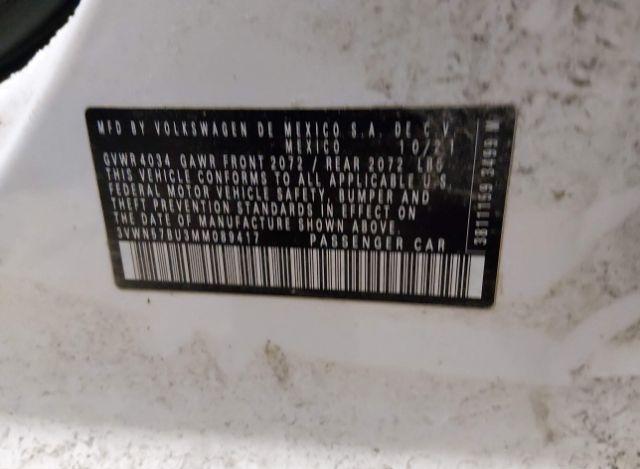 MFD BY VOLKSWAGEN DE MEXICO S.A. DE C.V.
MEXICO 10/21
GVWR 4034 GAWR FRONT 2072 / REAR 2072 LBG
THIS VEHICLE CONFORMS TO ALL APPLICABLE U.S.
FEDERAL MOTOR VEHICLE SAFETY, BUMPER AND
THEFT PREVENTION STANDARDS IN EFFECT ON
THE DATE OF MANUFACTURE SHOWN ABOVE.
3VWN57BU5MM089417 PASSENGER CAR